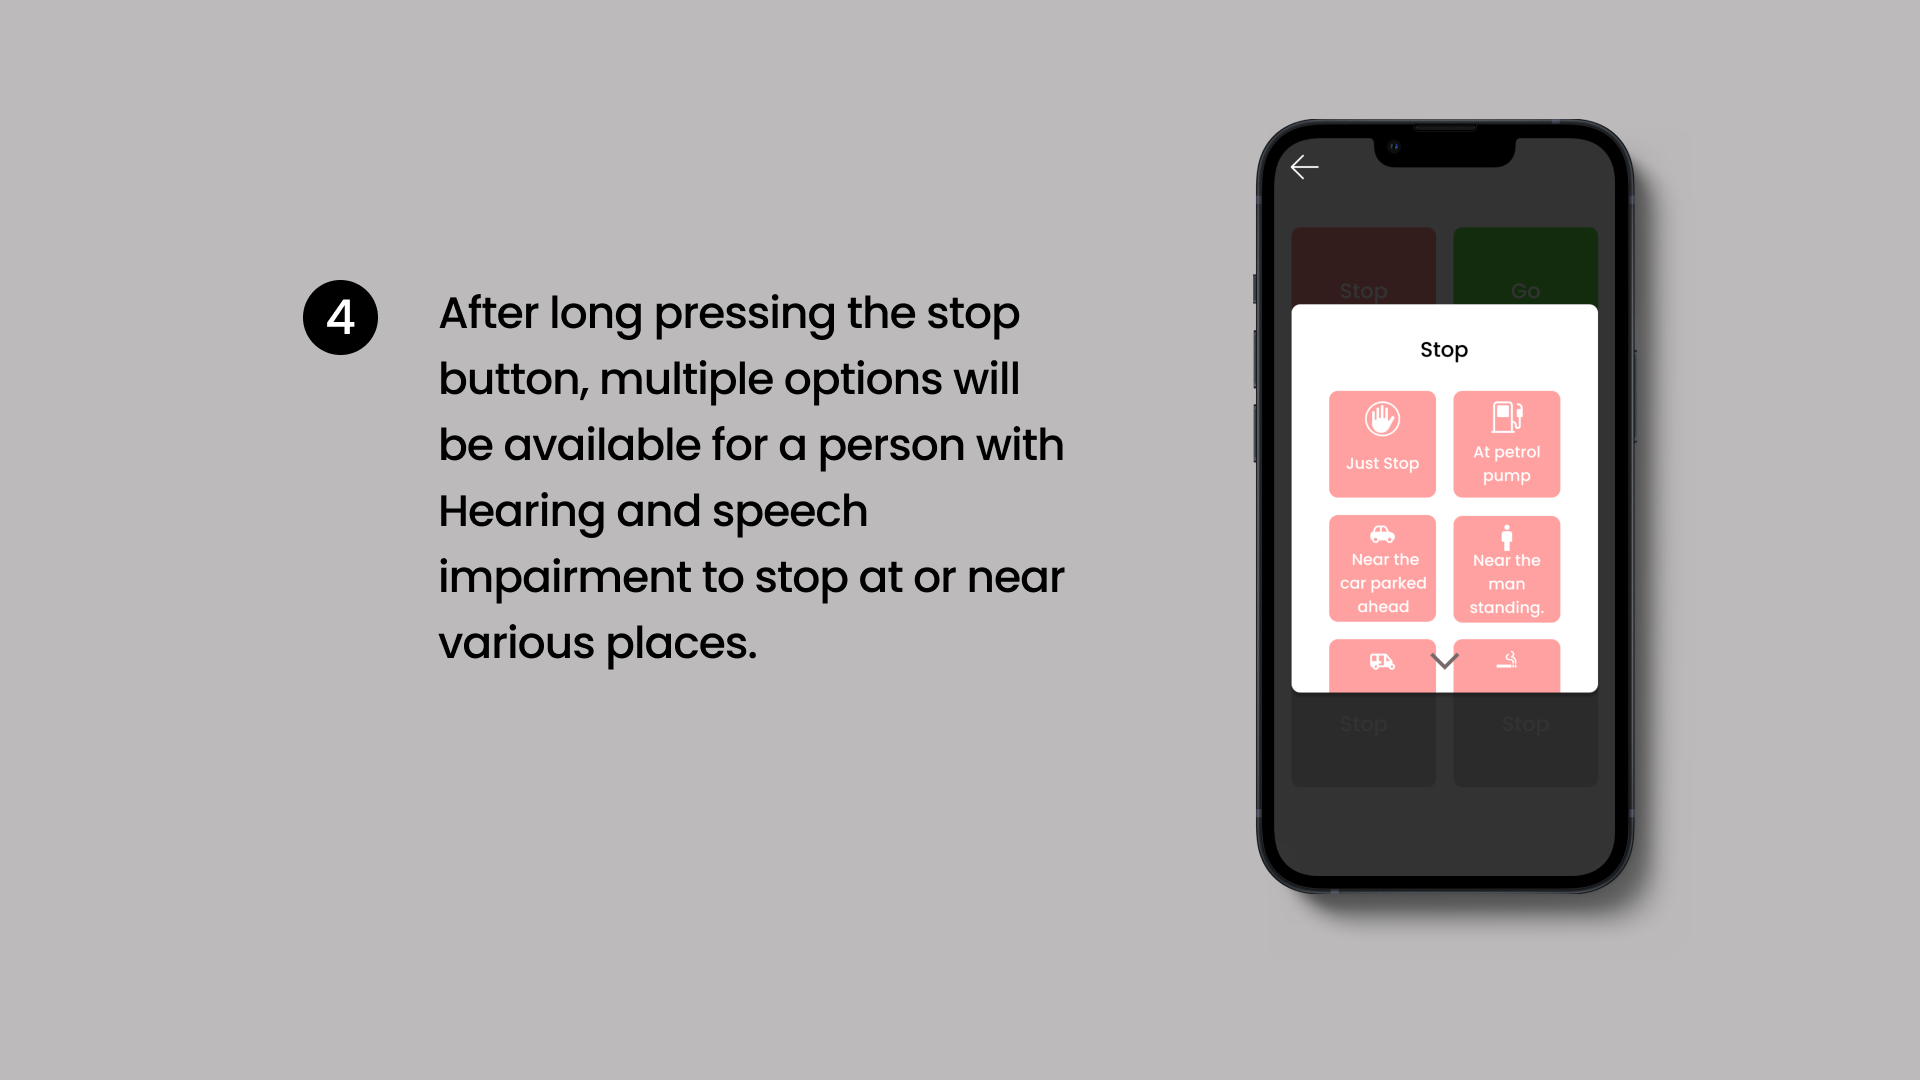 4
After long pressing the stop
button, multiple options will
be available for a person with
Hearing and speech
impairment to stop at or near
various places.
Stop
Go
Stop
Just Stop
At petrol
pump
Near the
car parked
ahead
Near the
man
standing.
Stop
Stop